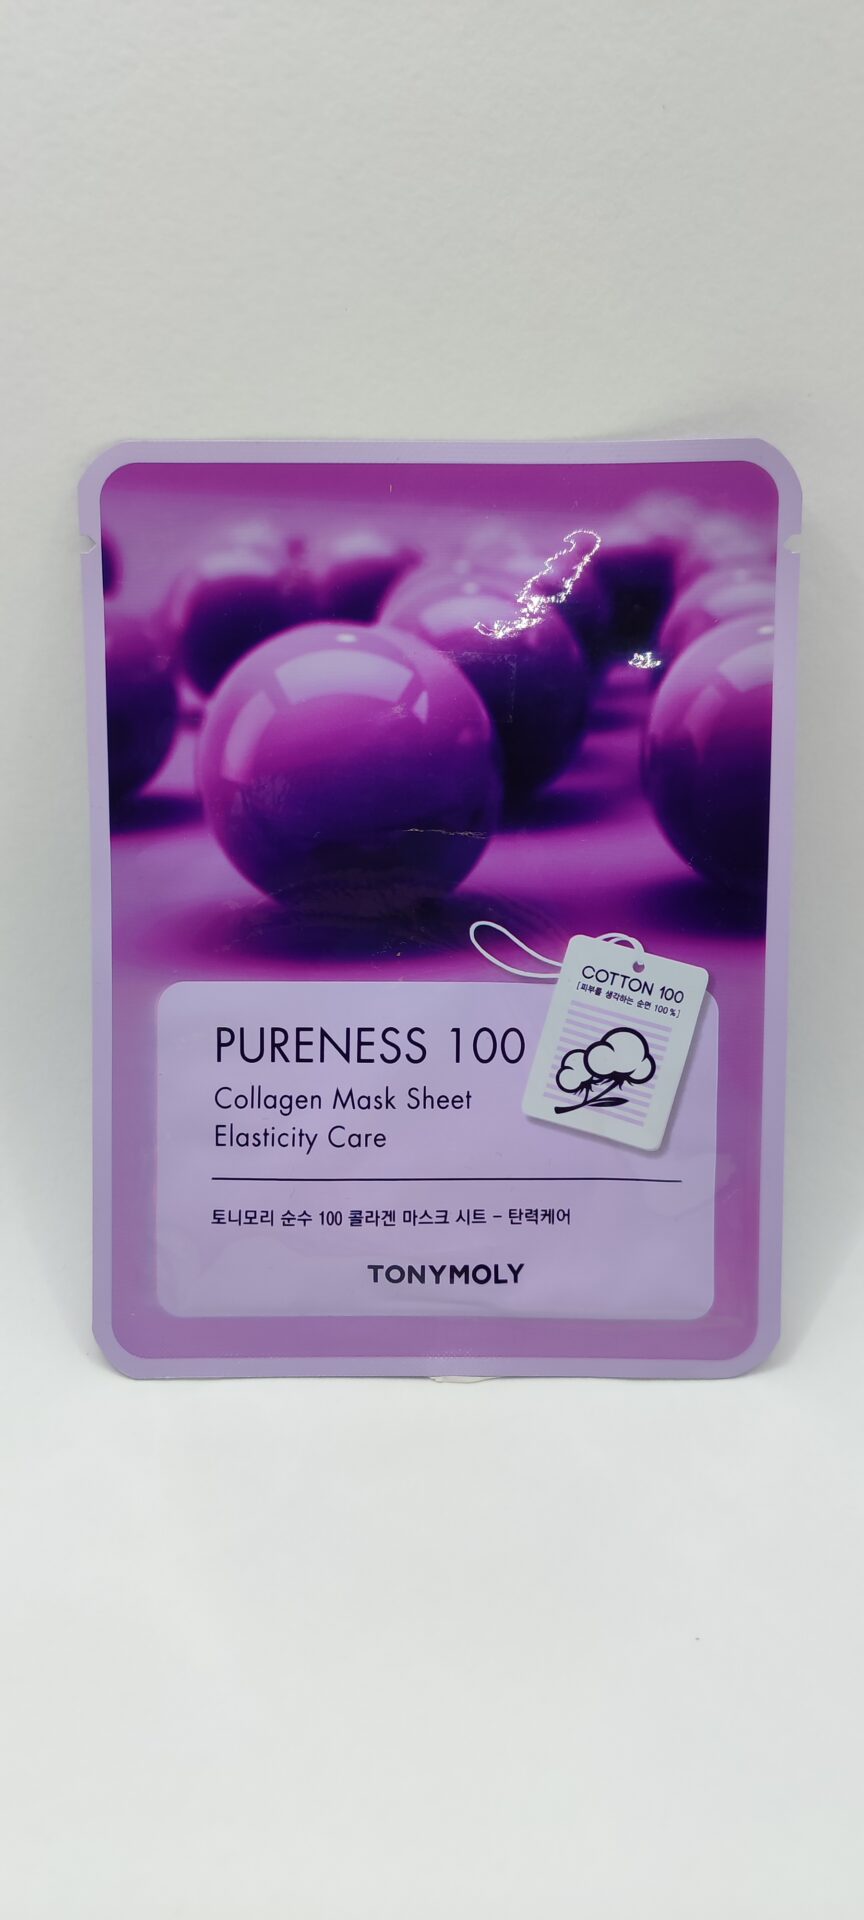 COTTON 100
[피부를 생각하는 순면 100%]
PURENESS 100
Collagen Mask Sheet
Elasticity Care
토니모리 순수 100 콜라겐 마스크 시트 - 탄력케어
TONYMOLY